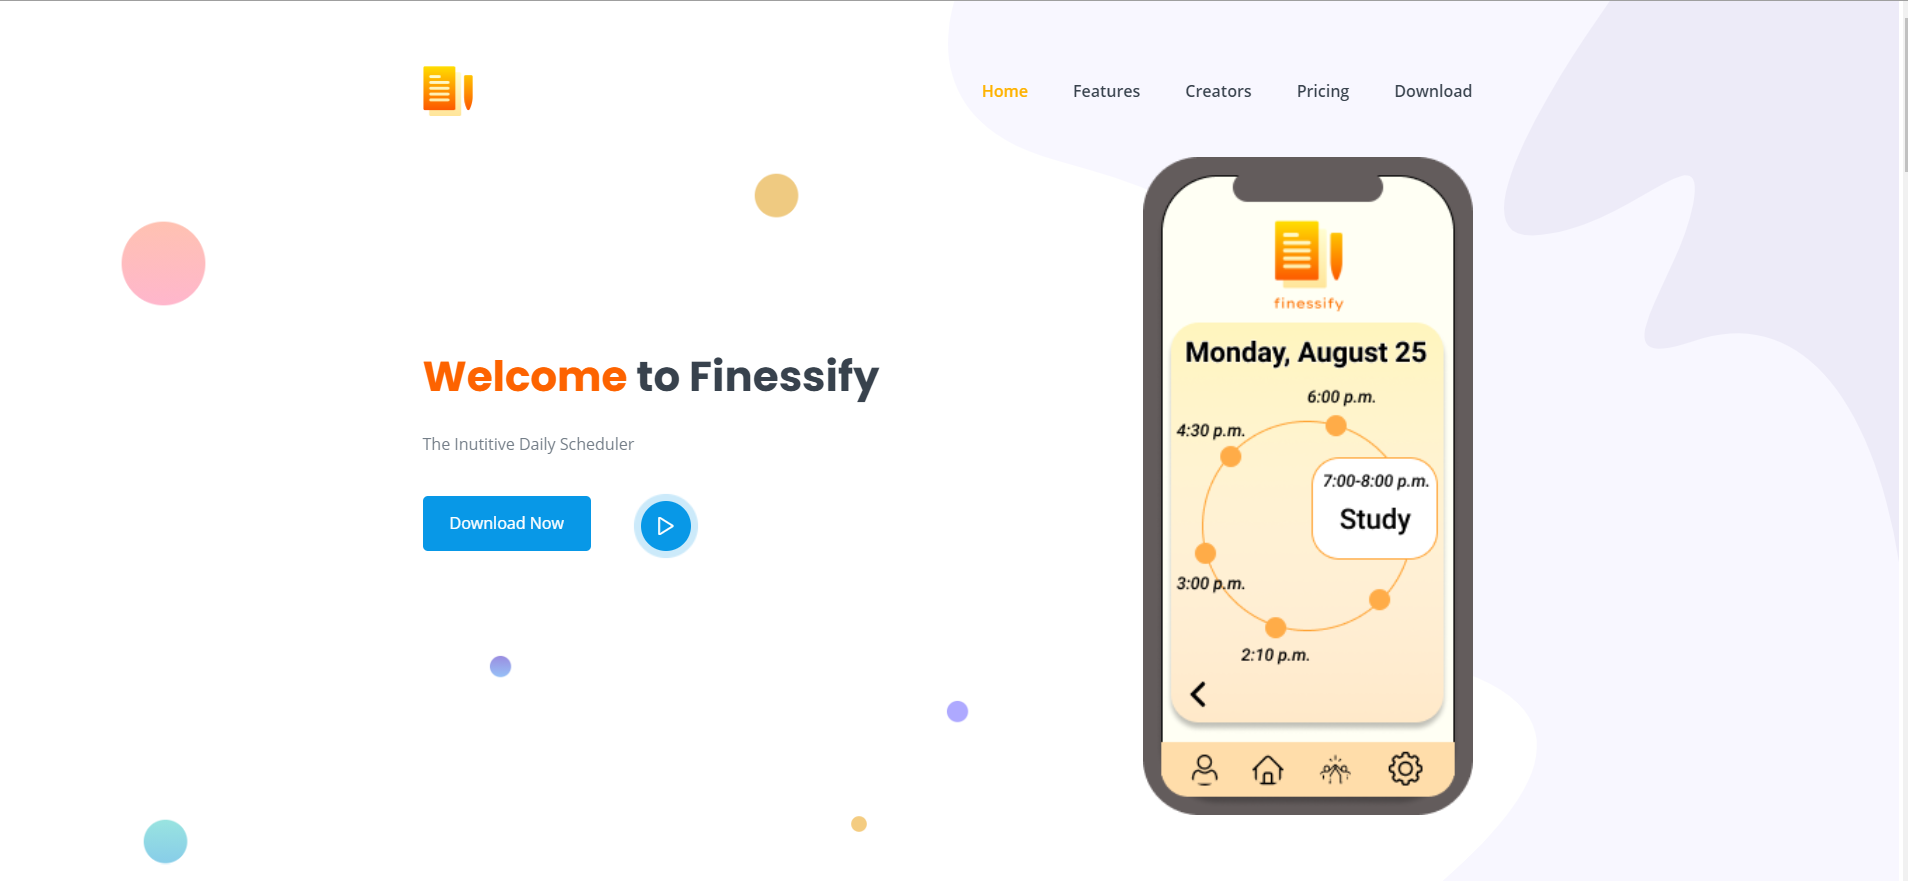 Home Features Creators Pricing Download
finessify
Monday, August 25
6:00 p.m.
4:30 p.m.
7:00-8:00 p.m.
Study
3:00 p.m.
2:10 p.m.
Welcome to Finessify
The Inutitive Daily Scheduler
Download Now